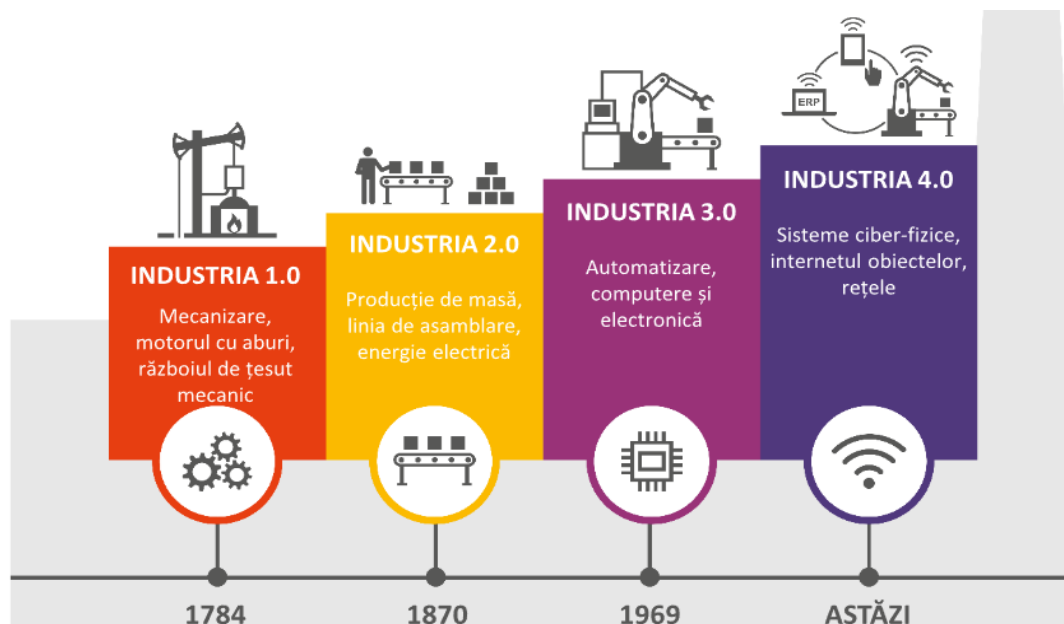 INDUSTRIA 1.0
Mecanizare,
motorul cu aburi,
războiul de țesut
mecanic
1784
INDUSTRIA 2.0
Producție de masă,
linia de asamblare,
energie electrică
1870
INDUSTRIA 3.0
Automatizare,
computere și
electronică
1969
ERP
INDUSTRIA 4.0
Sisteme ciber-fizice,
internetul obiectelor,
rețele
ASTĂZI